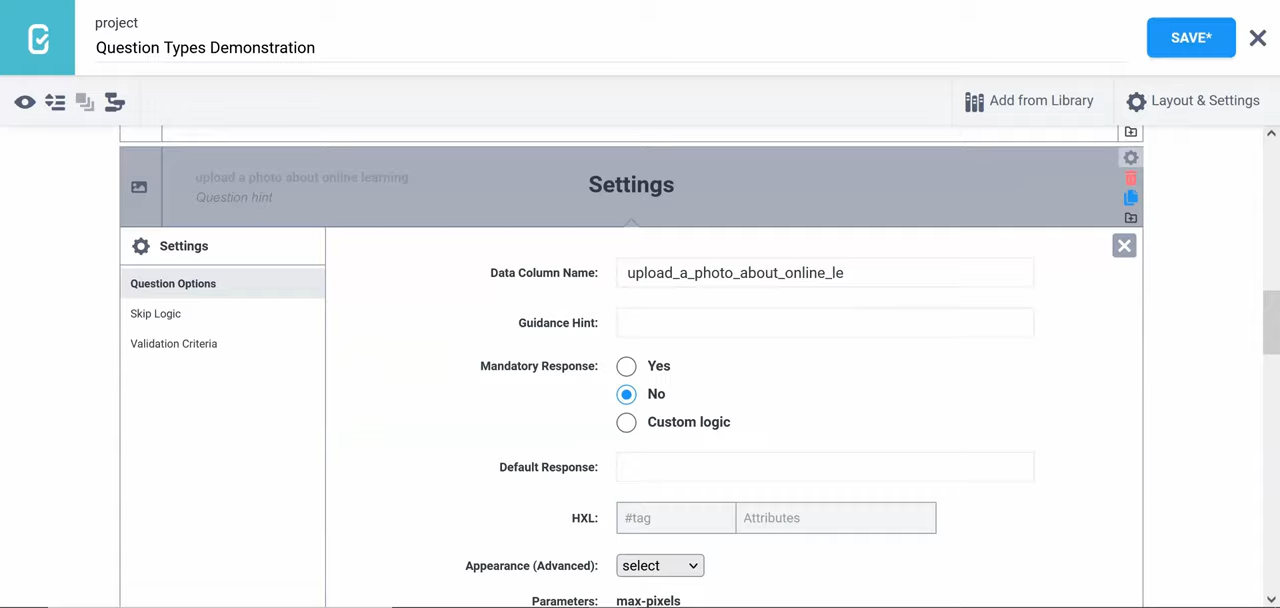 project
Question Types Demonstration
SAVE*
Add from Library
Layout & Settings
upload a photo about online learning
Question hint
Settings
Settings
Question Options
Skip Logic
Validation Criteria
Data Column Name:
upload_a_photo_about_online_le
Guidance Hint:
Mandatory Response:
Yes
No
Custom logic
Default Response:
HXL:
#tag
Attributes
Appearance (Advanced):
select
Parameters:
max-pixels